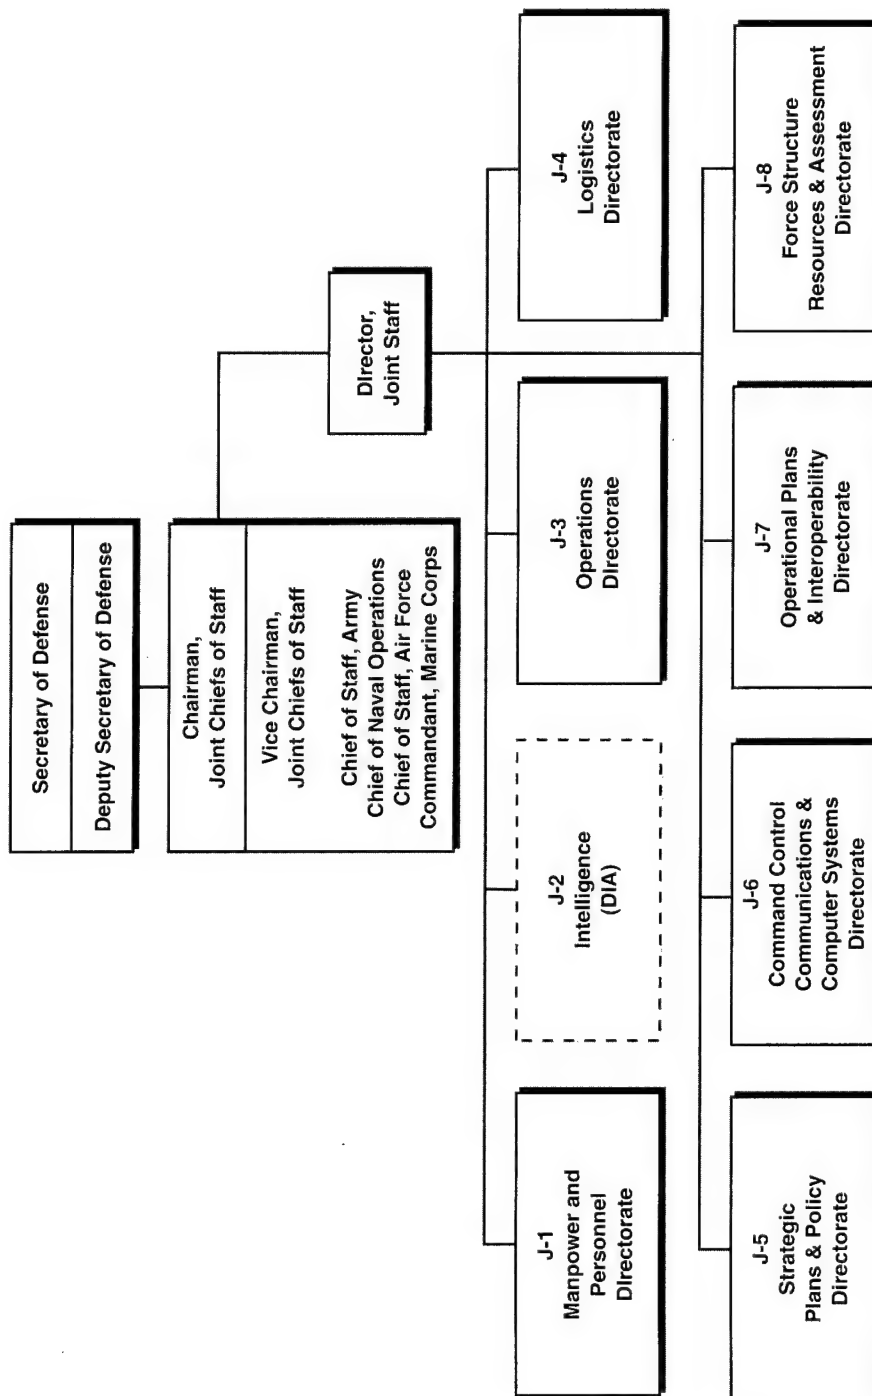 Secretary of Defense
Deputy Secretary of Defense
Chairman,
Joint Chiefs of Staff
Vice Chairman,
Joint Chiefs of Staff
Chief of Staff, Army
Chief of Naval Operations
Chief of Staff, Air Force
Commandant, Marine Corps
DIrector,
Joint Staff
J-1
Manpower and
Personnel
DIrectorate
J-2
Intelligence
(DIA)
J-3
Operations
DIrectorate
J-4
Logistics
Directorate
J-5
Strategic
Plans & Policy
Directorate
J-6
Command Control
Communications &
Computer Systems
Directorate
J-7
Operational Plans
& Interoperability
Directorate
J-8
Force Structure
Resources & Assessment
Directorate